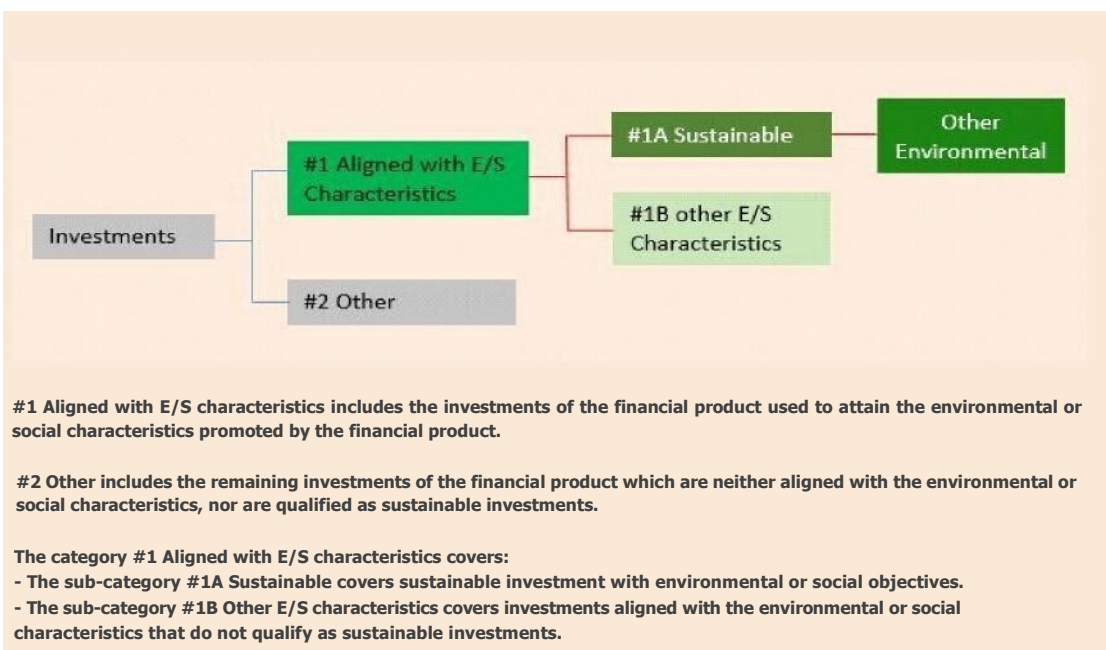 #1A Sustainable
Other
Environmental
#1 Aligned with E/S
Characteristics
#1B other E/S
Characteristics
Investments
#2 Other
#1 Aligned with E/S characteristics includes the investments of the financial product used to attain the environmental or
social characteristics promoted by the financial product.
#2 Other includes the remaining investments of the financial product which are neither aligned with the environmental or
social characteristics, nor are qualified as sustainable investments.
The category #1 Aligned with E/S characteristics covers:
- The sub-category #1A Sustainable covers sustainable investment with environmental or social objectives.
- The sub-category #1B Other E/S characteristics covers investments aligned with the environmental or social
characteristics that do not qualify as sustainable investments.